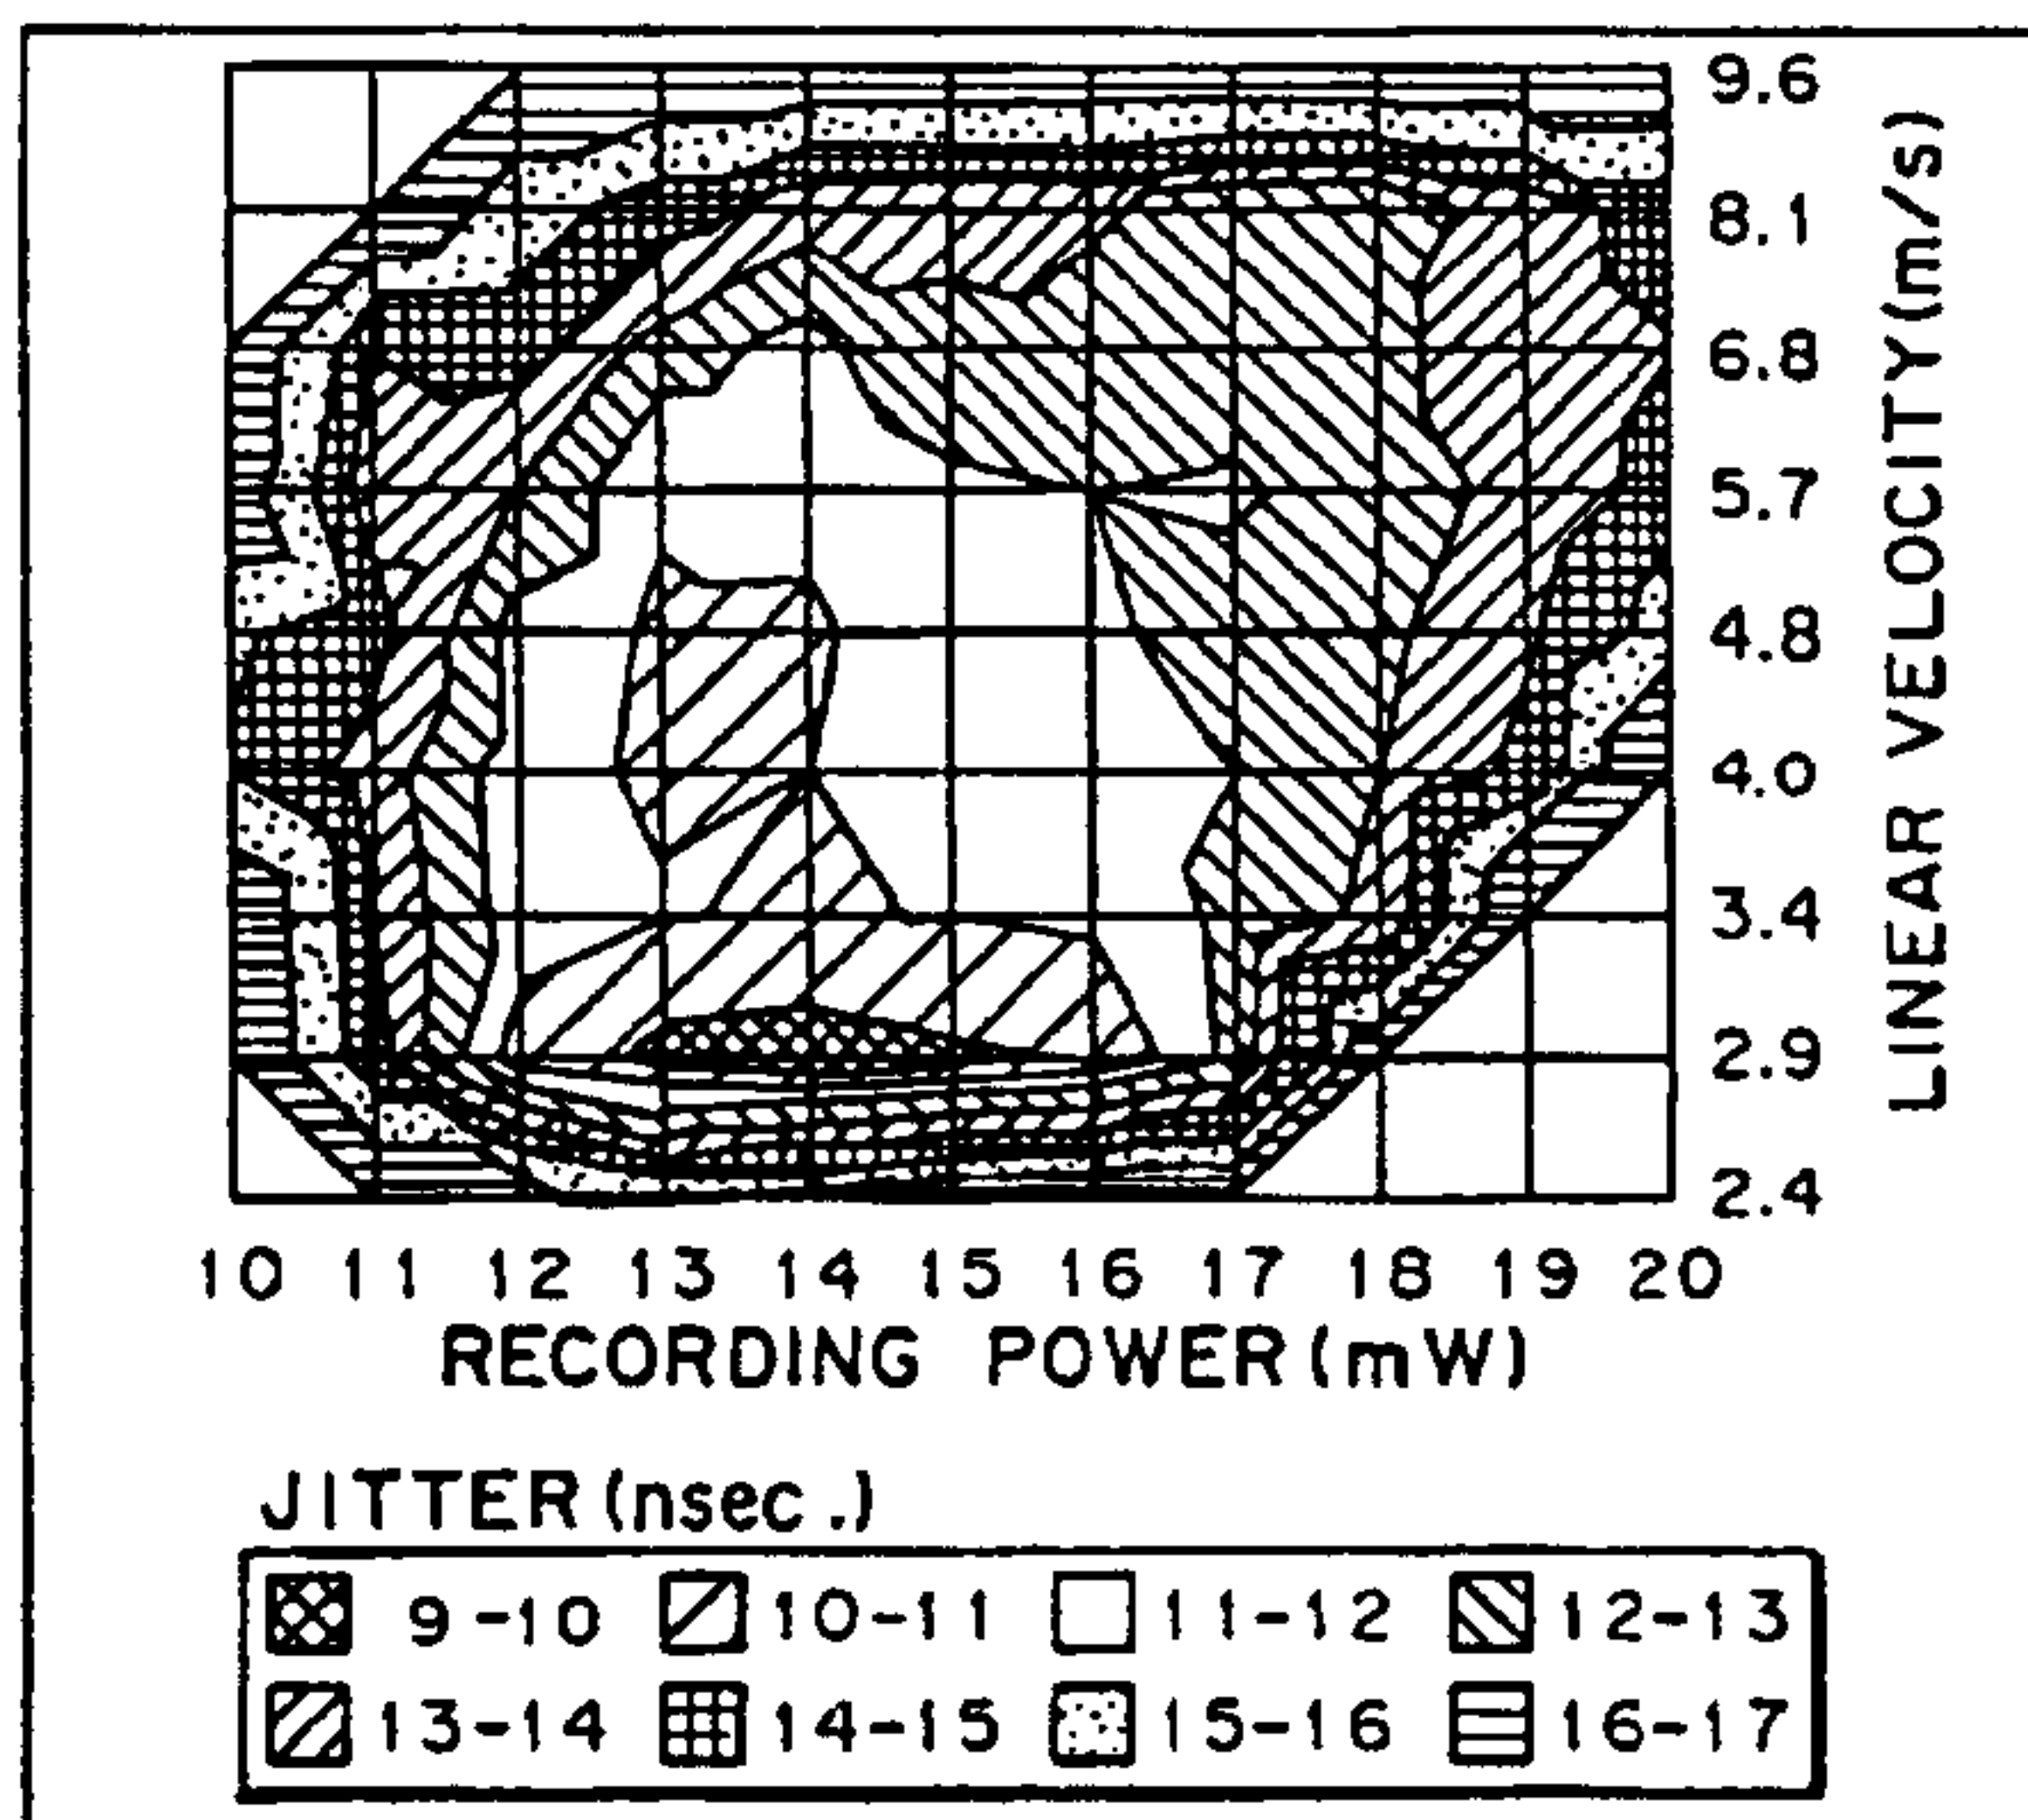 9.6
8.1
6.8
5.7
4.8
4.0
3.4
2.9
2.4
LINEAR VELOCITY(m/s)
10 11 12 13 14 15 16 17 18 19 20
RECORDING POWER(mW)
JITTER(nsec.)
9-10 10-11 11-12 12-13
13-14 14-15 15-16 16-17